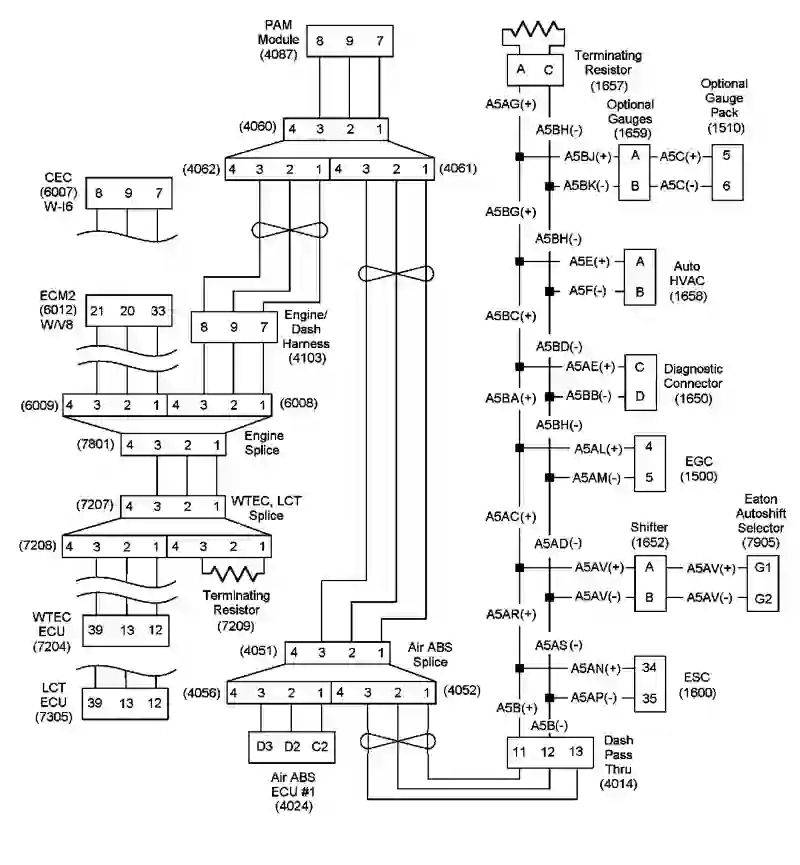 PAM
Module
(4087)
8 9 7
(4060)
4 3 2 1
(4062)
4 3 2 1 4 3 2 1
(4061)
CEC
(6007)
W-I6
8 9 7
ECM2
(6012)
W/V8
21 20 33
8 9 7
Engine/
Dash
Harness
(4103)
(6009)
4 3 2 1 4 3 2 1
(6008)
(7801)
4 3 2 1
Engine
Splice
(7207)
4 3 2 1
WTEC, LCT
Splice
(7208)
4 3 2 1 4 3 2 1
Terminating
Resistor
(7209)
WTEC
ECU
(7204)
39 13 12
LCT
ECU
(7305)
39 13 12
(4051)
4 3 2 1
Air ABS
Splice
(4056)
4 3 2 1 4 3 2 1
(4052)
D3 D2 C2
Air ABS
ECU #1
(4024)
A C
Terminating
Resistor
(1657)
A5AG(+)
A5BH(-)
Optional
Gauges
(1659)
Optional
Gauge
Pack
(1510)
A5BJ(+) A A5C(+) 5
A5BK(-) B A5C(-) 6
A5BG(+)
A5BH(-)
A5E(+) A
A5F(-) B
Auto
HVAC
(1658)
A5BC(+)
A5BD(-)
A5AE(+) C
A5BB(-) D
Diagnostic
Connector
(1650)
A5BA(+)
A5BH(-)
A5AL(+) 4
A5AM(-) 5
EGC
(1500)
A5AC(+)
A5AD(-)
Shifter
(1652)
Eaton
Autoshift
Selector
(7905)
A5AV(+) A A5AV(+) G1
A5AV(-) B A5AV(-) G2
A5AR(+)
A5AS(-)
A5AN(+) 34
A5AP(-) 35
ESC
(1600)
A5B(+)
A5B(-)
11 12 13
Dash
Pass
Thru
(4014)